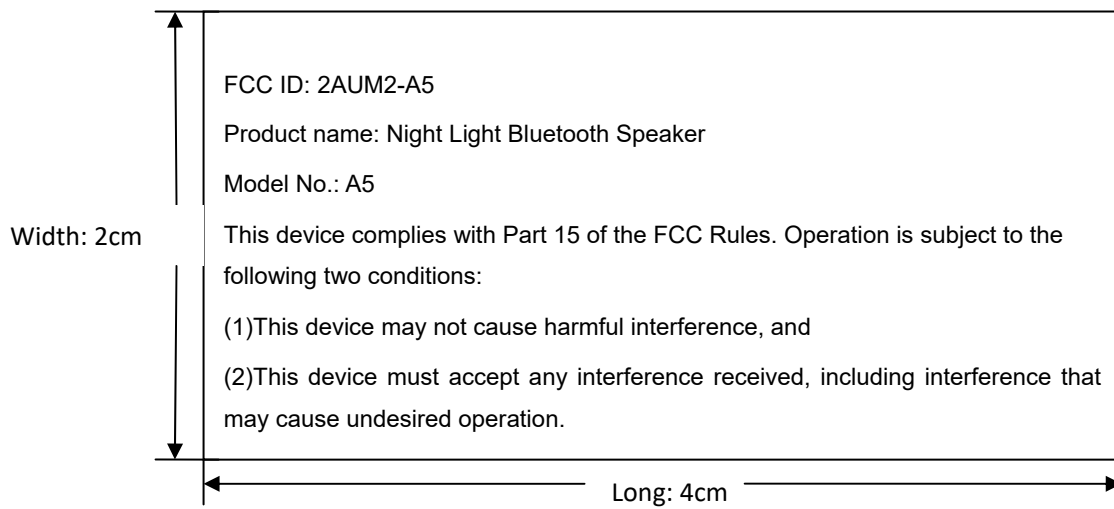 FCC ID: 2AUM2-A5
Product name: Night Light Bluetooth Speaker
Model No.: A5
Width: 2cm
This device complies with Part 15 of the FCC Rules. Operation is subject to the
following two conditions:
(1)This device may not cause harmful interference, and
(2)This device must accept any interference received, including interference that
may cause undesired operation.
Long: 4cm